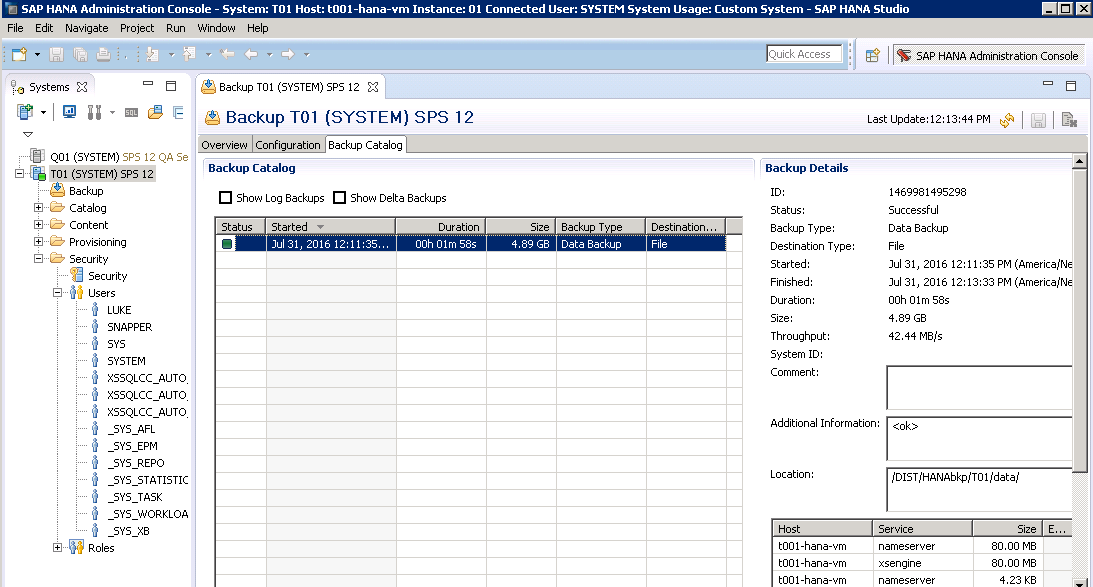 SAP HANA Administration Console - System: T01 Host: t001-hana-vm Instance: 01 Connected User: SYSTEM System Usage: Custom System - SAP HANA Studio
File Edit Navigate Project Run Window Help
Quick Access
SAP HANA Administration Console
Systems
SQL
Q01 (SYSTEM) SPS 12 QA Se
T01 (SYSTEM) SPS 12
Backup
Catalog
Content
Provisioning
Security
Security
Users
LUKE
SNAPPER
SYS
SYSTEM
XSSQLCC_AUTO_
XSSQLCC_AUTO_
XSSQLCC_AUTO_
_SYS_AFL
_SYS_EPM
_SYS_REPO
_SYS_STATISTIC
_SYS_TASK
_SYS_WORKLOA
_SYS_XB
Roles
Backup T01 (SYSTEM) SPS 12
Backup T01 (SYSTEM) SPS 12
Last Update:12:13:44 PM
Overview Configuration Backup Catalog
Backup Catalog
Show Log Backups Show Delta Backups
Status Started Duration Size Backup Type Destination...
Jul 31, 2016 12:11:35... 00h 01m 58s 4.89 GB Data Backup File
Backup Details
ID: 1469981495298
Status: Successful
Backup Type: Data Backup
Destination Type: File
Started: Jul 31, 2016 12:11:35 PM (America/Ne
Finished: Jul 31, 2016 12:13:33 PM (America/Ne
Duration: 00h 01m 58s
Size: 4.89 GB
Throughput: 42.44 MB/s
System ID:
Comment:
Additional Information: <ok>
Location: /DIST/HANAbkp/T01/data/
Host Service Size E...
t001-hana-vm nameserver 80.00 MB
t001-hana-vm xsengine 80.00 MB
t001-hana-vm nameserver 4.23 KB